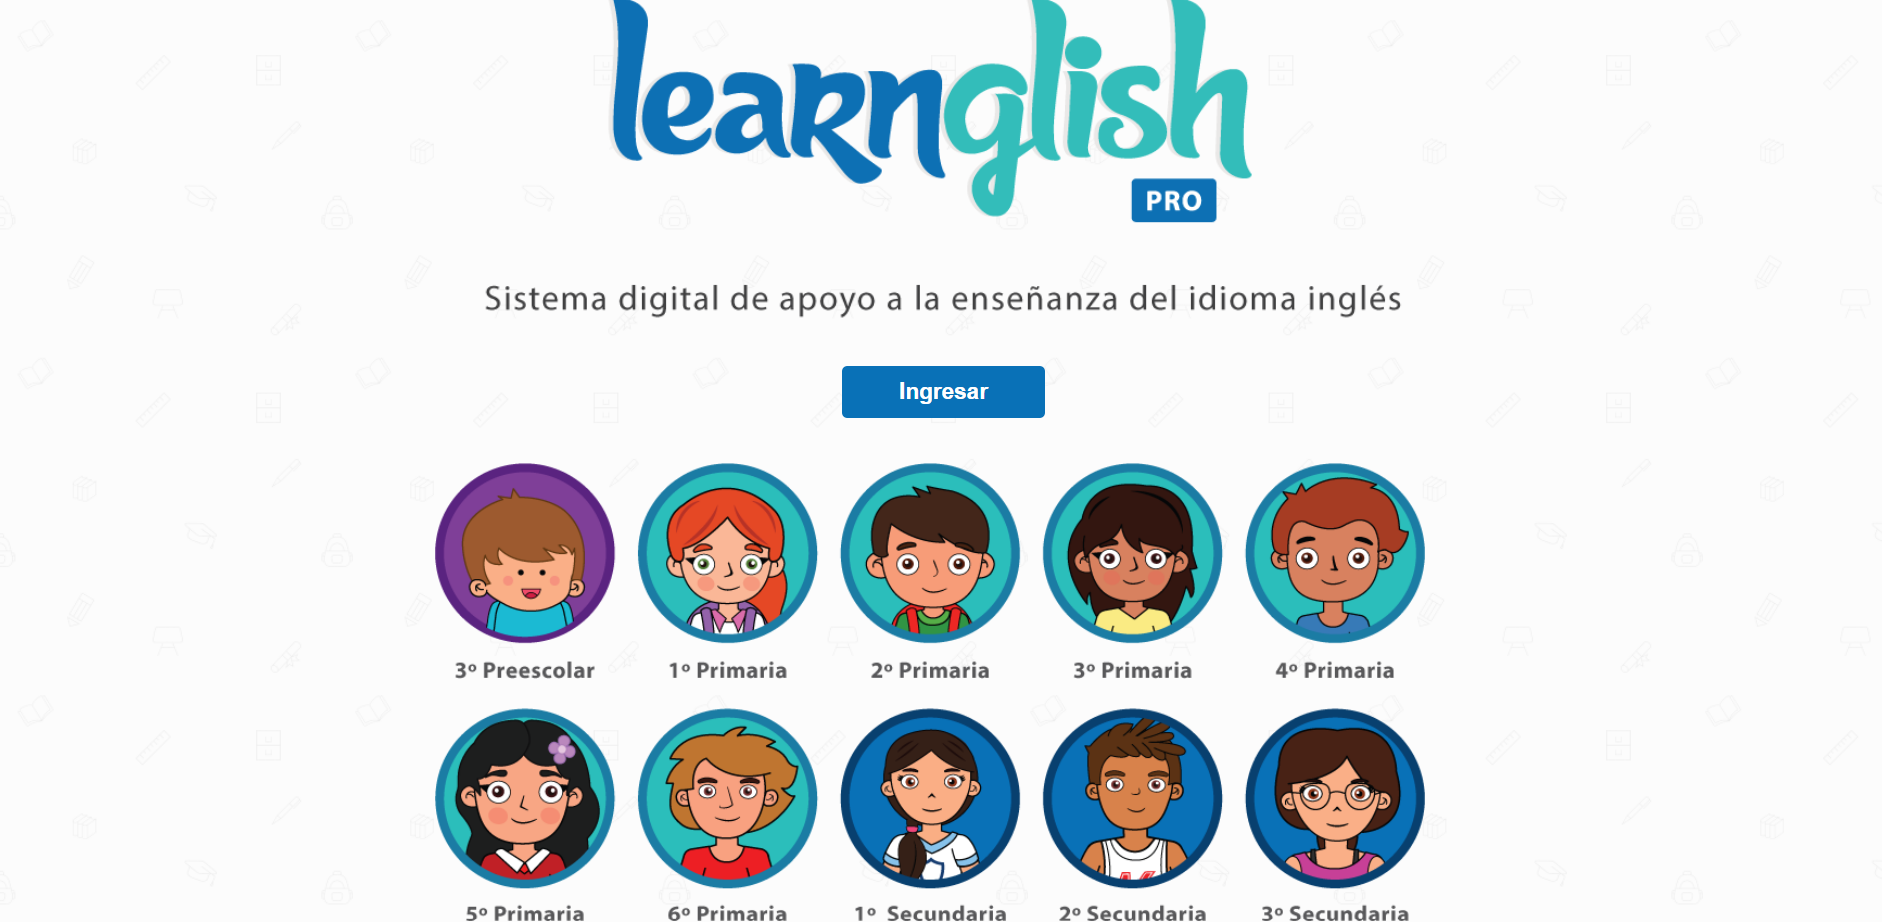 learnglish
PRO
Sistema digital de apoyo a la enseñanza del idioma inglés
Ingresar
3º Preescolar
1º Primaria
2º Primaria
3º Primaria
4º Primaria
5º Primaria
6º Primaria
1º Secundaria
2º Secundaria
3º Secundaria